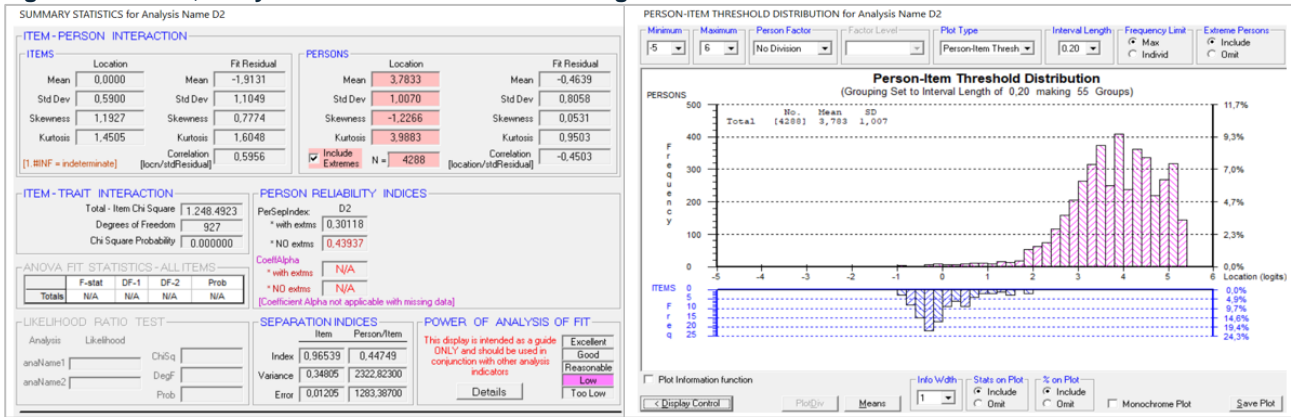 SUMMARY STATISTICS for Analysis Name D2
ITEM-PERSON INTERACTION
ITEMS
Location Fit Residual
Mean 0,0000 Mean -1,9131
Std Dev 0,5900 Std Dev 1,1049
Skewness 1,1927 Skewness 0,7774
Kurtosis 1,4505 Kurtosis 1,6048
[1.#INF = indeterminate] Correlation [locn/stdResidual] 0,5956
PERSONS
Location Fit Residual
Mean 3,7833 Mean -0,4639
Std Dev 1,0070 Std Dev 0,8058
Skewness -1,2266 Skewness 0,0531
Kurtosis 3,9883 Kurtosis 0,9503
Include Extremes N = 4288 Correlation [location/stdResidual] -0,4503
ITEM-TRAIT INTERACTION
Total - Item Chi Square 1.248.4923
Degrees of Freedom 927
Chi Square Probability 0.000000
PERSON RELIABILITY INDICES
PerSepIndex: D2
* with extms 0,30118
* NO extms 0,43937
CoeffAlpha
* with extms N/A
* NO extms N/A
[Coefficient Alpha not applicable with missing data]
ANOVA FIT STATISTICS - ALL ITEMS
F-stat DF-1 DF-2 Prob
Totals N/A N/A N/A N/A
LIKELIHOOD RATIO TEST
Analysis Likelihood
anaName1 ChiSq
anaName2 DegF
Prob
SEPARATION INDICES
Item Person/Item
Index 0,96539 0,44749
Variance 0,34805 2322,82300
Error 0,01205 1283,38700
POWER OF ANALYSIS OF FIT
This display is intended as a guide
ONLY and should be used in
conjunction with other analysis
indicators
Details
Excellent
Good
Reasonable
Low
Too Low
PERSON-ITEM THRESHOLD DISTRIBUTION for Analysis Name D2
Minimum Maximum Person Factor Factor Level Plot Type Interval Length Frequency Limit Extreme Persons
-5 6 No Division Person-Item Thresh 0.20 Max Include
Individ Omit
Person-Item Threshold Distribution
(Grouping Set to Interval Length of 0,20 making 55 Groups)
PERSONS
No. Mean SD
Total [4288] 3,783 1,007
Frequency
500 400 300 200 100 0
11,7% 9,3% 7,0% 4,7% 2,3% 0,0%
-5 -4 -3 -2 -1 0 1 2 3 4 5 6 Location (logits)
ITEMS
Freq
0 5 10 15 20 25
0,0% 4,9% 9,7% 14,6% 19,4% 24,3%
Plot Information function
Info Wdth Stats on Plot % on Plot
1 Include Include
Omit Omit
< Display Control PlotDiv Means Monochrome Plot Save Plot